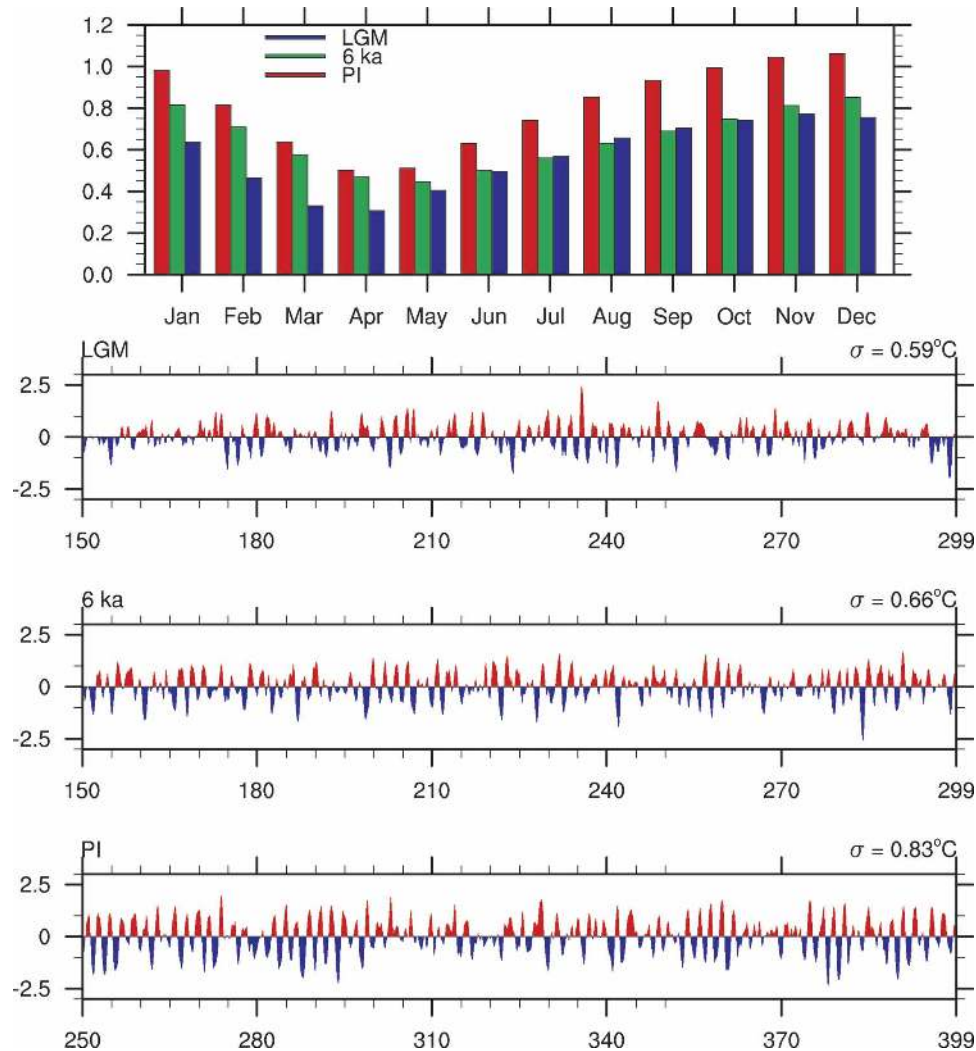 1.2
1.0
0.8
0.6
0.4
0.2
0.0
LGM
6 ka
PI
Jan Feb Mar Apr May Jun Jul Aug Sep Oct Nov Dec
LGM σ = 0.59°C
2.5
0
-2.5
150 180 210 240 270 299
6 ka σ = 0.66°C
2.5
0
-2.5
150 180 210 240 270 299
PI σ = 0.83°C
2.5
0
-2.5
250 280 310 340 370 399